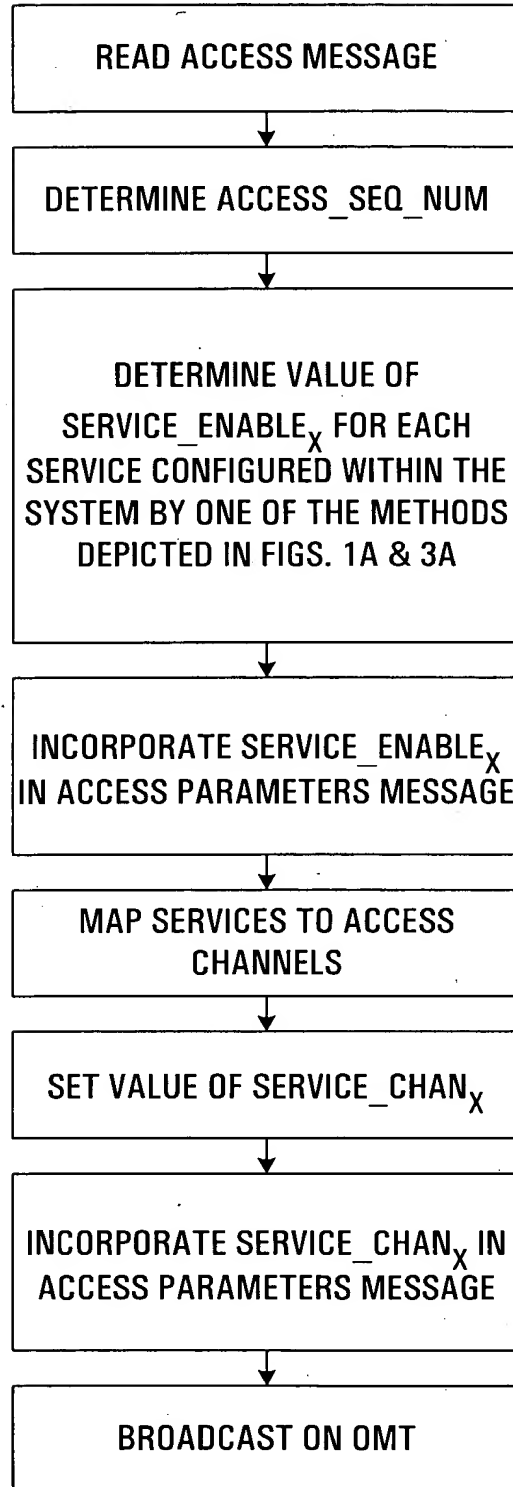 READ ACCESS MESSAGE
DETERMINE ACCESS_SEQ_NUM
DETERMINE VALUE OF
SERVICE_ENABLEX FOR EACH
SERVICE CONFIGURED WITHIN THE
SYSTEM BY ONE OF THE METHODS
DEPICTED IN FIGS. 1A & 3A
INCORPORATE SERVICE_ENABLEX
IN ACCESS PARAMETERS MESSAGE
MAP SERVICES TO ACCESS
CHANNELS
SET VALUE OF SERVICE_CHANX
INCORPORATE SERVICE_CHANX IN
ACCESS PARAMETERS MESSAGE
BROADCAST ON OMT